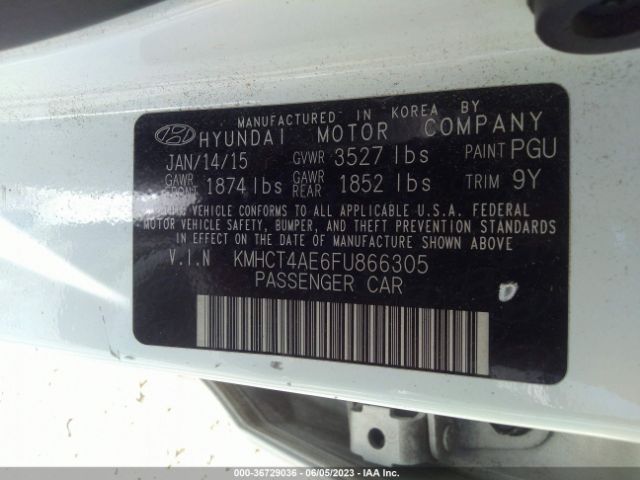 MANUFACTURED IN KOREA BY
HYUNDAI MOTOR COMPANY
JAN/14/15 GVWR 3527 lbs PAINT PGU
GAWR 1874 lbs GAWR REAR 1852 lbs TRIM 9Y
VEHICLE CONFORMS TO ALL APPLICABLE U.S.A. FEDERAL
MOTOR VEHICLE SAFETY, BUMPER, AND THEFT PREVENTION STANDARDS
IN EFFECT ON THE DATE OF MANUFACTURE SHOWN ABOVE
V.I.N KMHCT4AE6FU866305
PASSENGER CAR
000-36729036 - 06/05/2023 - IAA Inc.